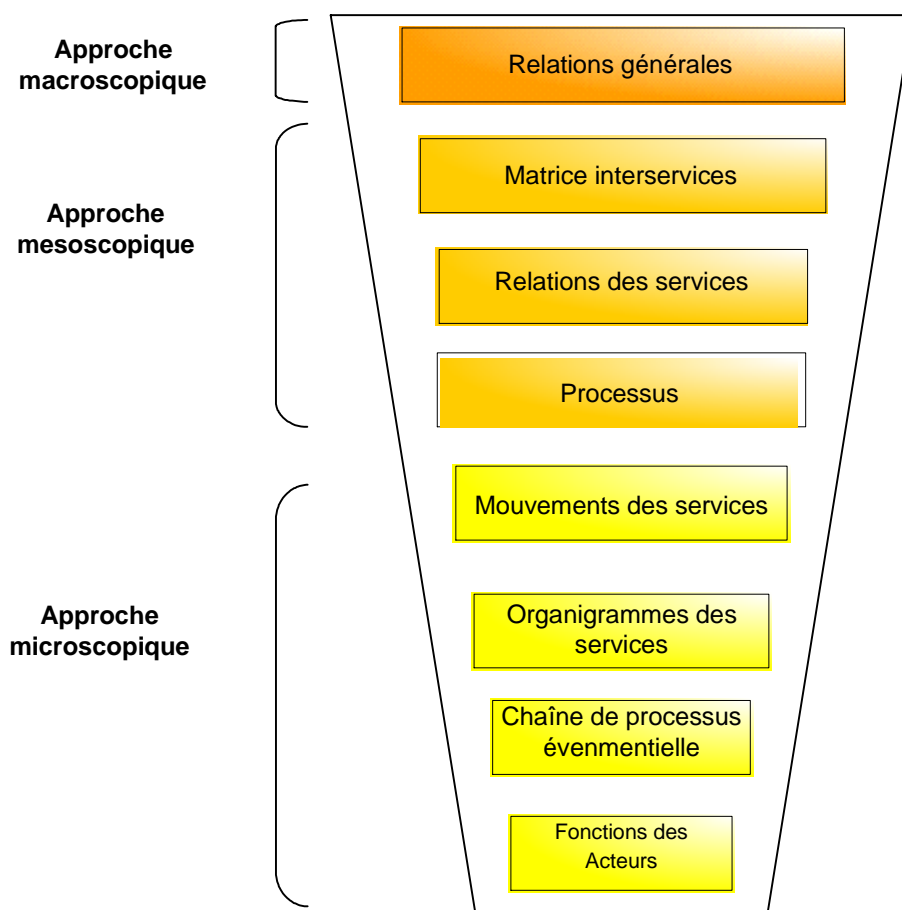 Approche
macroscopique
Relations générales
Approche
mesoscopique
Matrice interservices
Relations des services
Processus
Approche
microscopique
Mouvements des services
Organigrammes des
services
Chaîne de processus
évenmentielle
Fonctions des
Acteurs